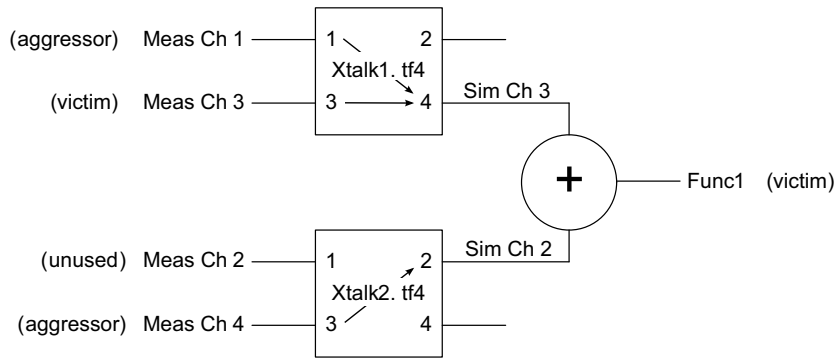 (aggressor) Meas Ch 1 1 2
Xtalk1. tf4
(victim) Meas Ch 3 3 4 Sim Ch 3
+ Func1 (victim)
(unused) Meas Ch 2 1 2 Sim Ch 2
Xtalk2. tf4
(aggressor) Meas Ch 4 3 4